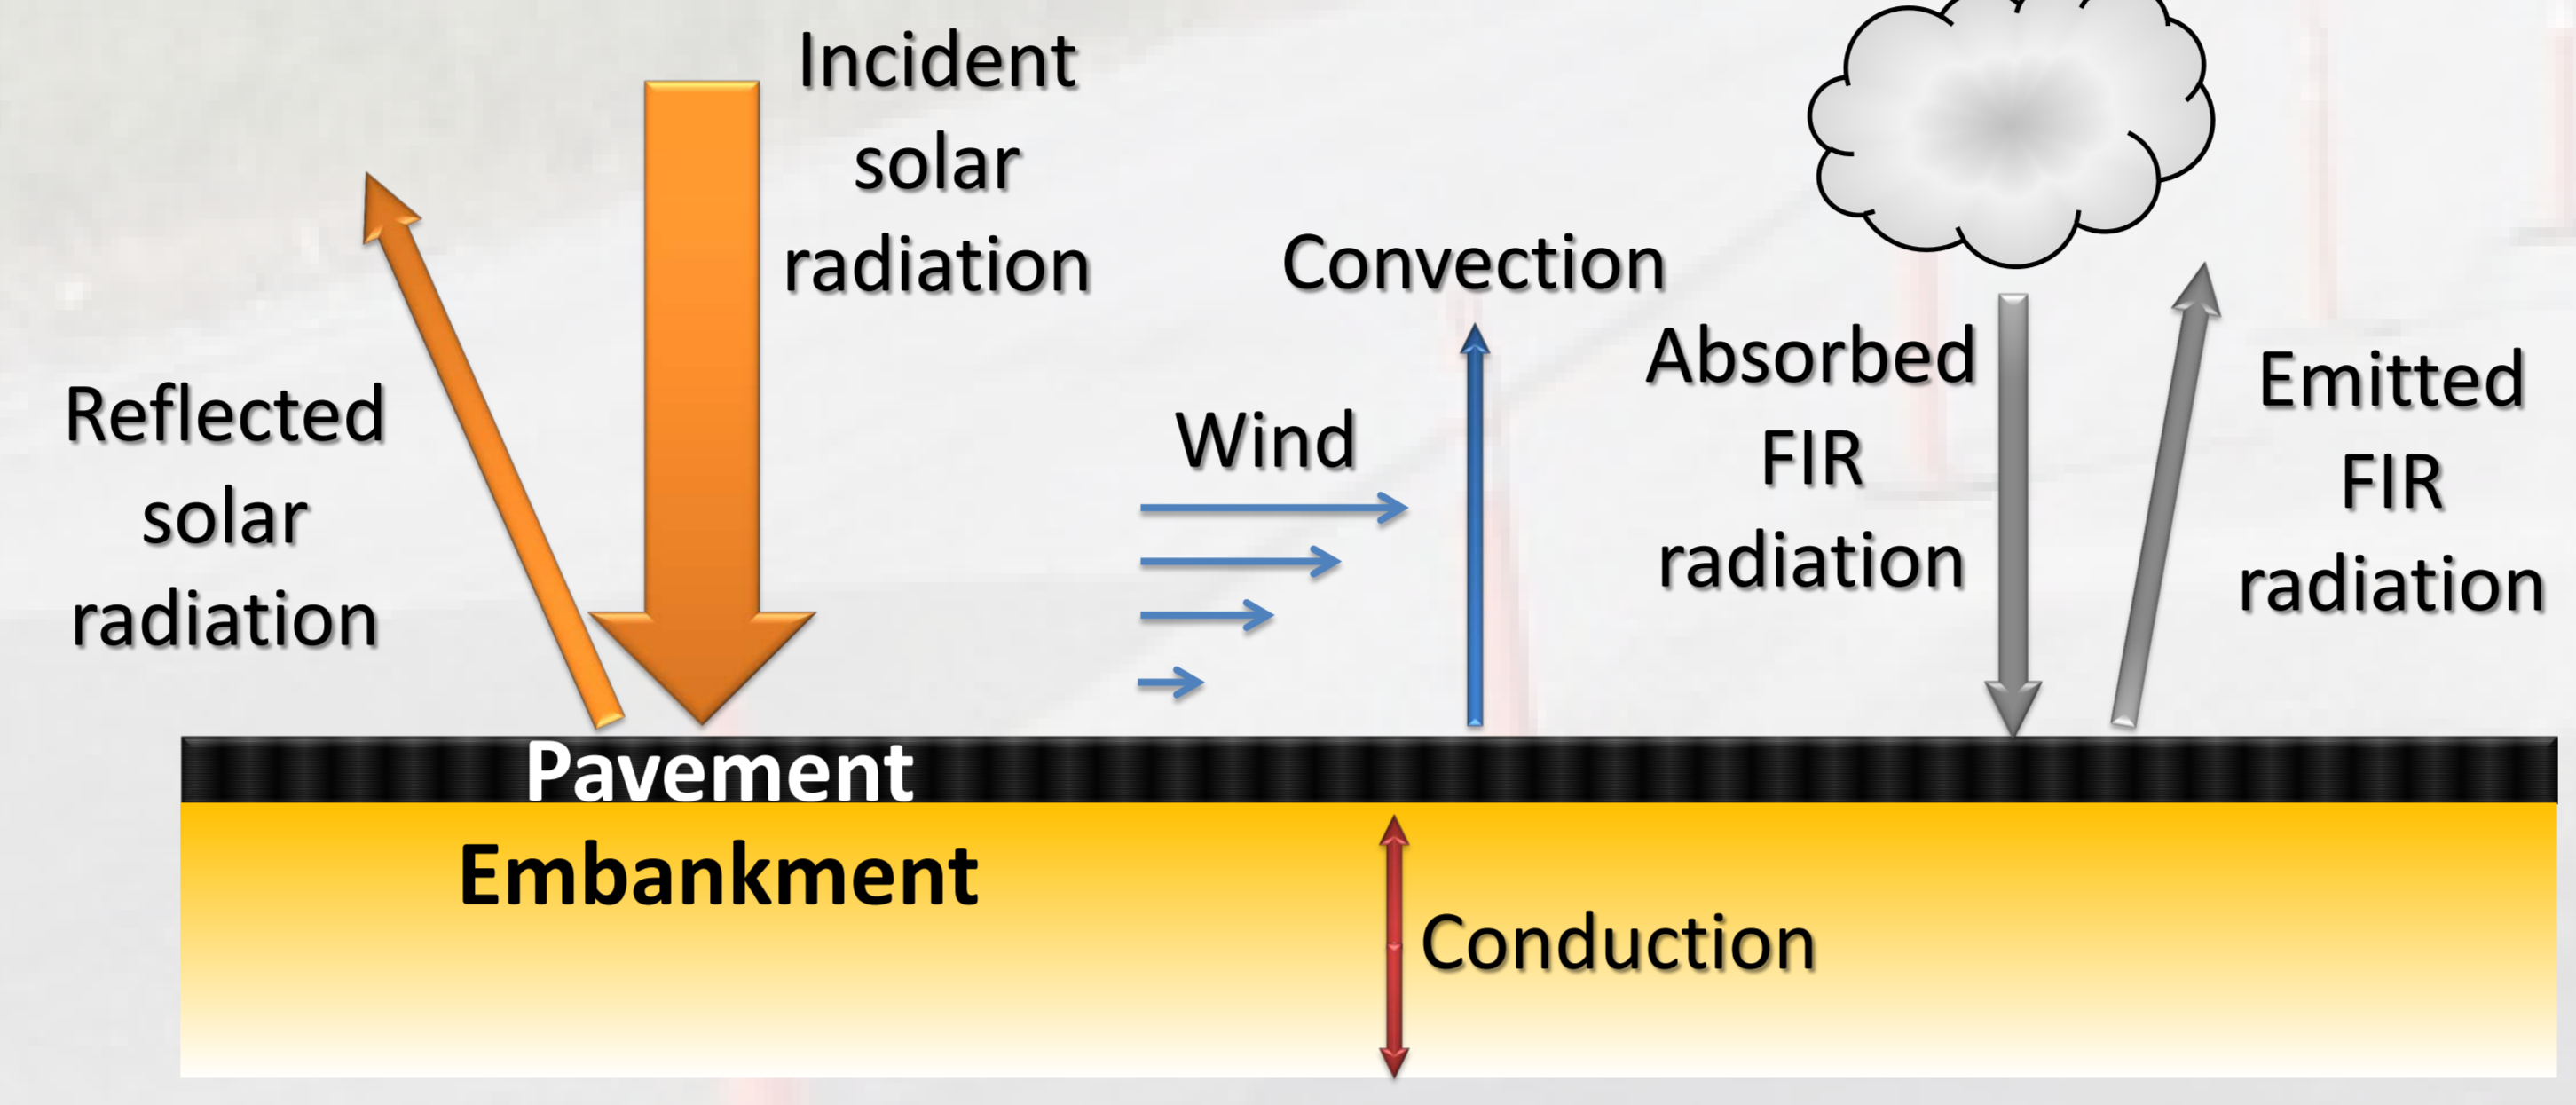 Incident
solar
radiation
Reflected
solar
radiation
Convection
Wind
Absorbed
FIR
radiation
Emitted
FIR
radiation
Pavement
Embankment
Conduction